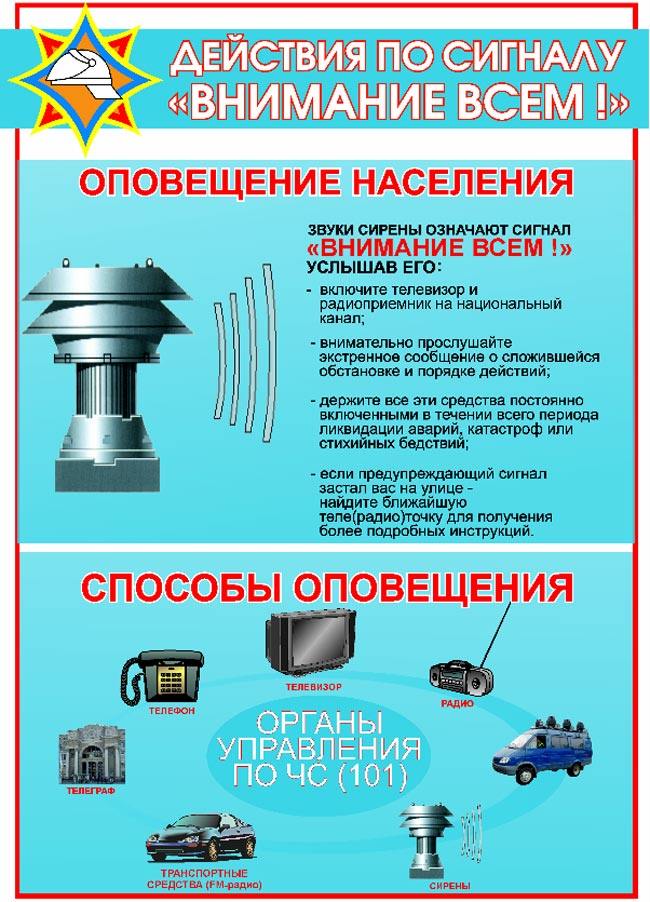 ДЕЙСТВИЯ ПО СИГНАЛУ
«ВНИМАНИЕ ВСЕМ !»
ОПОВЕЩЕНИЕ НАСЕЛЕНИЯ
ЗВУКИ СИРЕНЫ ОЗНАЧАЮТ СИГНАЛ
«ВНИМАНИЕ ВСЕМ !»
УСЛЫШАВ ЕГО:
- включите телевизор и
радиоприемник на национальный
канал;
- внимательно прослушайте
экстренное сообщение о сложившейся
обстановке и порядке действий;
- держите все эти средства постоянно
включенными в течении всего периода
ликвидации аварий, катастроф или
стихийных бедствий;
- если предупреждающий сигнал
застал вас на улице -
найдите ближайшую
теле(радио)точку для получения
более подробных инструкций.
СПОСОБЫ ОПОВЕЩЕНИЯ
ТЕЛЕВИЗОР
РАДИО
ТЕЛЕФОН
ОРГАНЫ
УПРАВЛЕНИЯ
ПО ЧС (101)
ТЕЛЕГРАФ
ТРАНСПОРТНЫЕ
СРЕДСТВА (FM-радио)
СИРЕНЫ